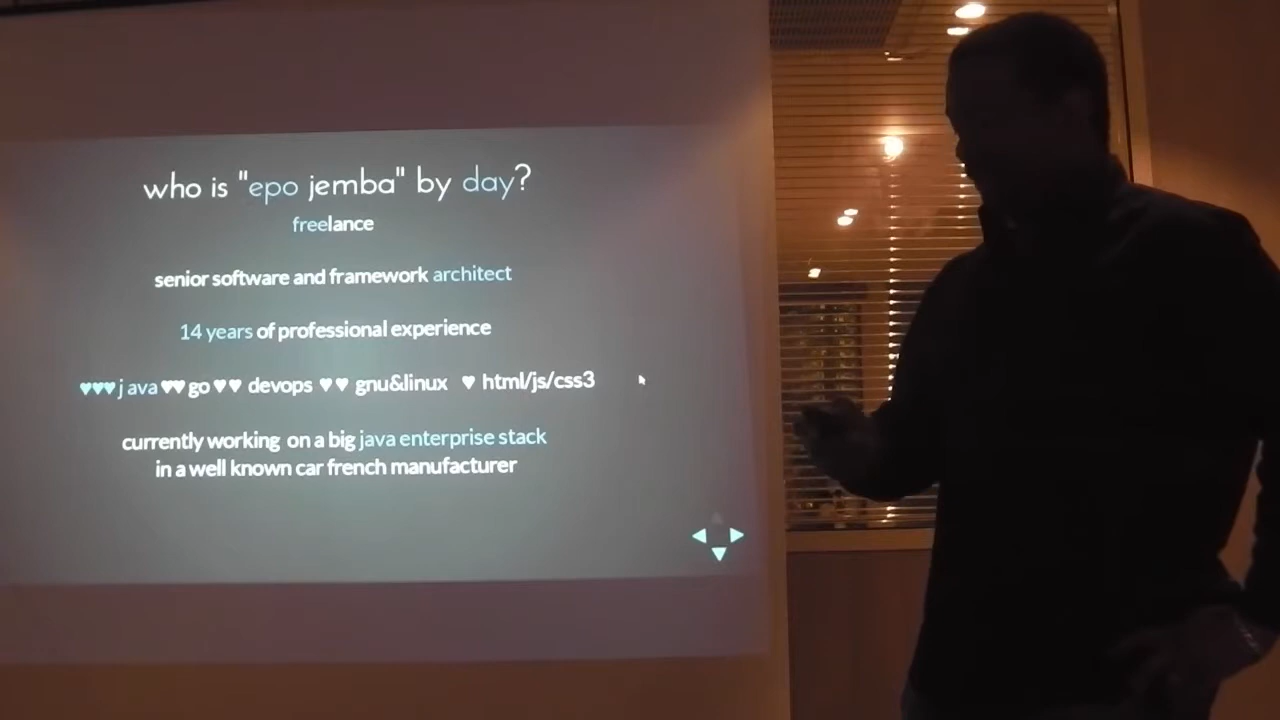 who is "epo jemba" by day?
freelance
senior software and framework architect
14 years of professional experience
♥♥♥ java ♥♥ go ♥♥ devops ♥♥ gnu&linux ♥ html/js/css3
currently working on a big java enterprise stack
in a well known car french manufacturer